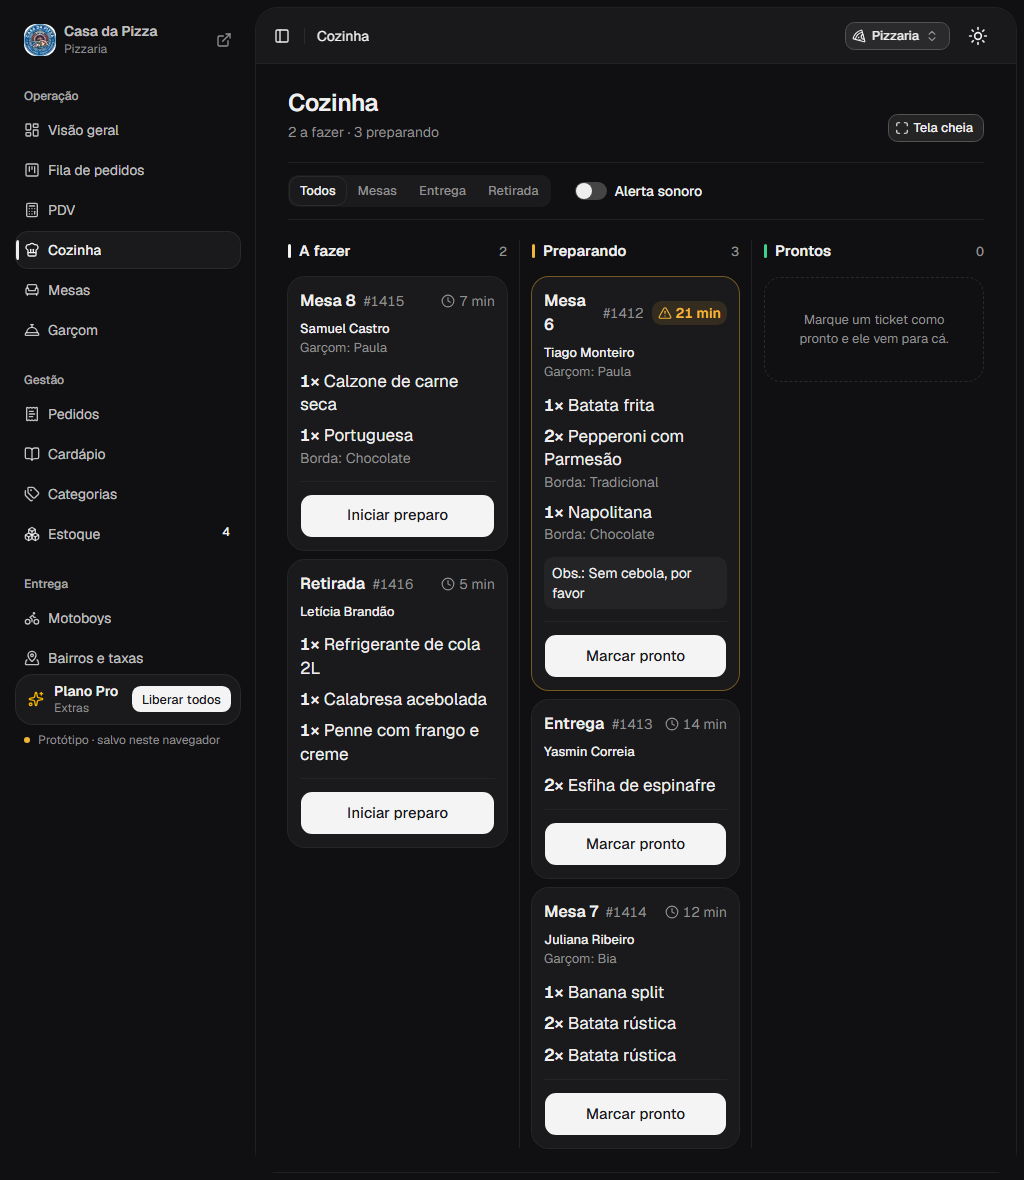 Casa da Pizza
Pizzaria
Operação
Visão geral
Fila de pedidos
PDV
Cozinha
Mesas
Garçom
Gestão
Pedidos
Cardápio
Categorias
Estoque 4
Entrega
Motoboys
Bairros e taxas
Plano Pro
Extras
Liberar todos
Protótipo · salvo neste navegador
Cozinha
Pizzaria
Cozinha
2 a fazer · 3 preparando
Tela cheia
Todos Mesas Entrega Retirada
Alerta sonoro
A fazer 2
Mesa 8 #1415 7 min
Samuel Castro
Garçom: Paula
1× Calzone de carne
seca
1× Portuguesa
Borda: Chocolate
Iniciar preparo
Retirada #1416 5 min
Letícia Brandão
1× Refrigerante de cola
2L
1× Calabresa acebolada
1× Penne com frango e
creme
Iniciar preparo
Preparando 3
Mesa
6
#1412 21 min
Tiago Monteiro
Garçom: Paula
1× Batata frita
2× Pepperoni com
Parmesão
Borda: Tradicional
1× Napolitana
Borda: Chocolate
Obs.: Sem cebola, por
favor
Marcar pronto
Entrega #1413 14 min
Yasmin Correia
2× Esfiha de espinafre
Marcar pronto
Mesa 7 #1414 12 min
Juliana Ribeiro
Garçom: Bia
1× Banana split
2× Batata rústica
2× Batata rústica
Marcar pronto
Prontos 0
Marque um ticket como
pronto e ele vem para cá.